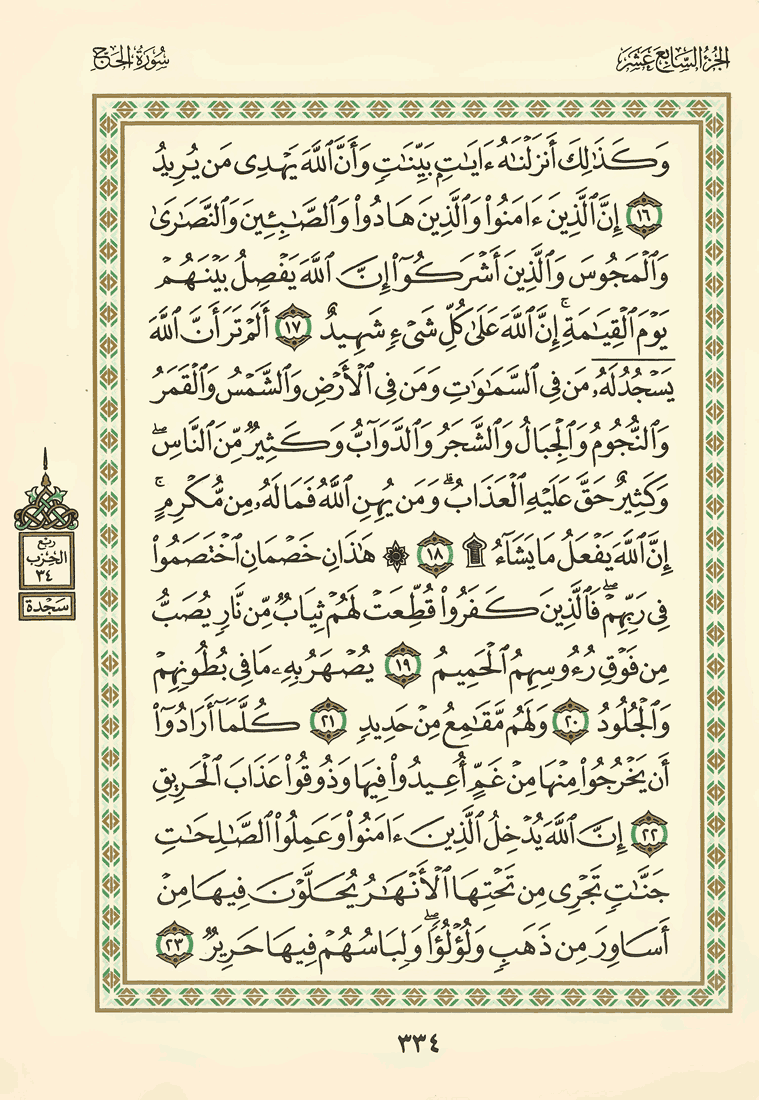 الجزء السابع عشر
سورة الحج
وَكَذَٰلِكَ أَنزَلْنَٰهُ ءَايَٰتٍۭ بَيِّنَٰتٍ وَأَنَّ ٱللَّهَ يَهْدِى مَن يُرِيدُ
١٦ إِنَّ ٱلَّذِينَ ءَامَنُوا۟ وَٱلَّذِينَ هَادُوا۟ وَٱلصَّٰبِـِٔينَ وَٱلنَّصَٰرَىٰ
وَٱلْمَجُوسَ وَٱلَّذِينَ أَشْرَكُوٓا۟ إِنَّ ٱللَّهَ يَفْصِلُ بَيْنَهُمْ
يَوْمَ ٱلْقِيَٰمَةِ ۚ إِنَّ ٱللَّهَ عَلَىٰ كُلِّ شَىْءٍ شَهِيدٌ ١٧ أَلَمْ تَرَ أَنَّ ٱللَّهَ
يَسْجُدُ لَهُۥ مَن فِى ٱلسَّمَٰوَٰتِ وَمَن فِى ٱلْأَرْضِ وَٱلشَّمْسُ وَٱلْقَمَرُ
وَٱلنُّجُومُ وَٱلْجِبَالُ وَٱلشَّجَرُ وَٱلدَّوَآبُّ وَكَثِيرٌ مِّنَ ٱلنَّاسِ ۖ
وَكَثِيرٌ حَقَّ عَلَيْهِ ٱلْعَذَابُ ۗ وَمَن يُهِنِ ٱللَّهُ فَمَا لَهُۥ مِن مُّكْرِمٍ ۚ
إِنَّ ٱللَّهَ يَفْعَلُ مَا يَشَآءُ ۩ ١٨ ۞ هَٰذَانِ خَصْمَانِ ٱخْتَصَمُوا۟
فِى رَبِّهِمْ ۖ فَٱلَّذِينَ كَفَرُوا۟ قُطِّعَتْ لَهُمْ ثِيَابٌ مِّن نَّارٍ يُصَبُّ
مِن فَوْقِ رُءُوسِهِمُ ٱلْحَمِيمُ ١٩ يُصْهَرُ بِهِۦ مَا فِى بُطُونِهِمْ
وَٱلْجُلُودُ ٢٠ وَلَهُم مَّقَٰمِعُ مِنْ حَدِيدٍ ٢١ كُلَّمَآ أَرَادُوٓا۟
أَن يَخْرُجُوا۟ مِنْهَا مِنْ غَمٍّ أُعِيدُوا۟ فِيهَا وَذُوقُوا۟ عَذَابَ ٱلْحَرِيقِ
٢٢ إِنَّ ٱللَّهَ يُدْخِلُ ٱلَّذِينَ ءَامَنُوا۟ وَعَمِلُوا۟ ٱلصَّٰلِحَٰتِ
جَنَّٰتٍ تَجْرِى مِن تَحْتِهَا ٱلْأَنْهَٰرُ يُحَلَّوْنَ فِيهَا مِنْ
أَسَاوِرَ مِن ذَهَبٍ وَلُؤْلُؤًا ۖ وَلِبَاسُهُمْ فِيهَا حَرِيرٌ ٢٣
ربع
الحزب
٣٤
سجدة
٣٣٤